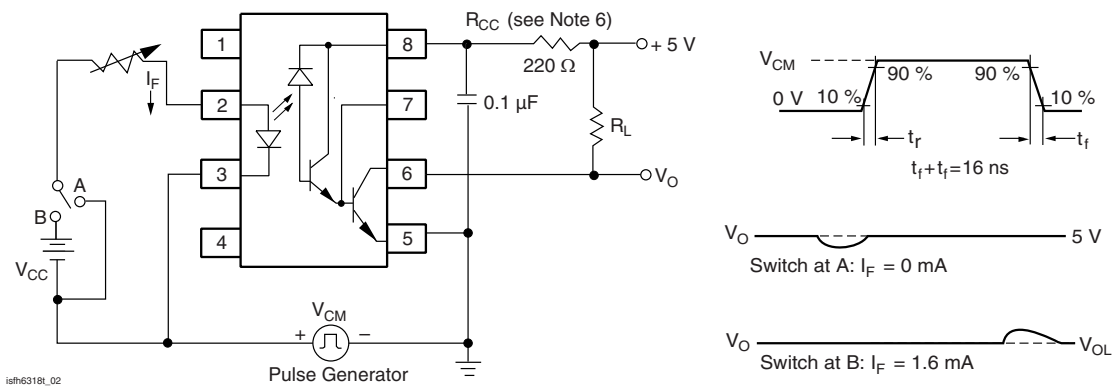 R_CC (see Note 6)
220 Ω
+ 5 V
I_F
1
2
3
4
8
7
6
5
0.1 µF
R_L
V_O
A
B
V_CC
V_CM
+ –
Pulse Generator
isfh6318t_02
V_CM
90 % 90 %
0 V 10 % 10 %
t_r t_f
t_f+t_f=16 ns
V_O 5 V
Switch at A: I_F = 0 mA
V_O V_OL
Switch at B: I_F = 1.6 mA